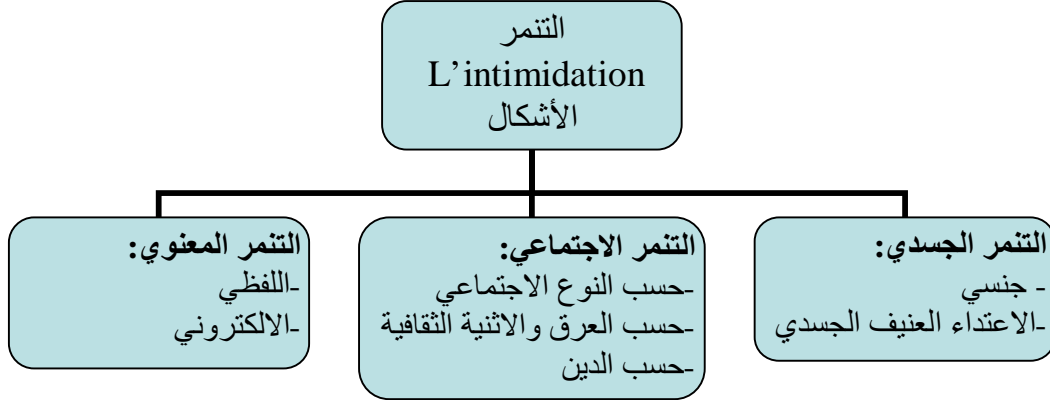 التنمر
L’intimidation
الأشكال
التنمر الجسدي:
- جنسي
-الاعتداء العنيف الجسدي
التنمر الاجتماعي:
-حسب النوع الاجتماعي
-حسب العرق والاثنية الثقافية
-حسب الدين
التنمر المعنوي:
-اللفظي
-الالكتروني